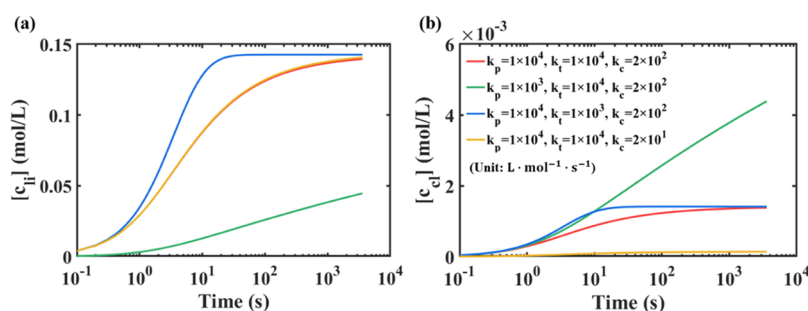 (a)
0.15
0.1
0.05
0
[c_li] (mol/L)
10^-1 10^0 10^1 10^2 10^3 10^4
Time (s)
(b)
×10^-3
6
4
2
0
[c_cl] (mol/L)
k_p=1×10^4, k_t=1×10^4, k_c=2×10^2
k_p=1×10^3, k_t=1×10^4, k_c=2×10^2
k_p=1×10^4, k_t=1×10^3, k_c=2×10^2
k_p=1×10^4, k_t=1×10^4, k_c=2×10^1
(Unit: L · mol^-1 · s^-1)
10^-1 10^0 10^1 10^2 10^3 10^4
Time (s)